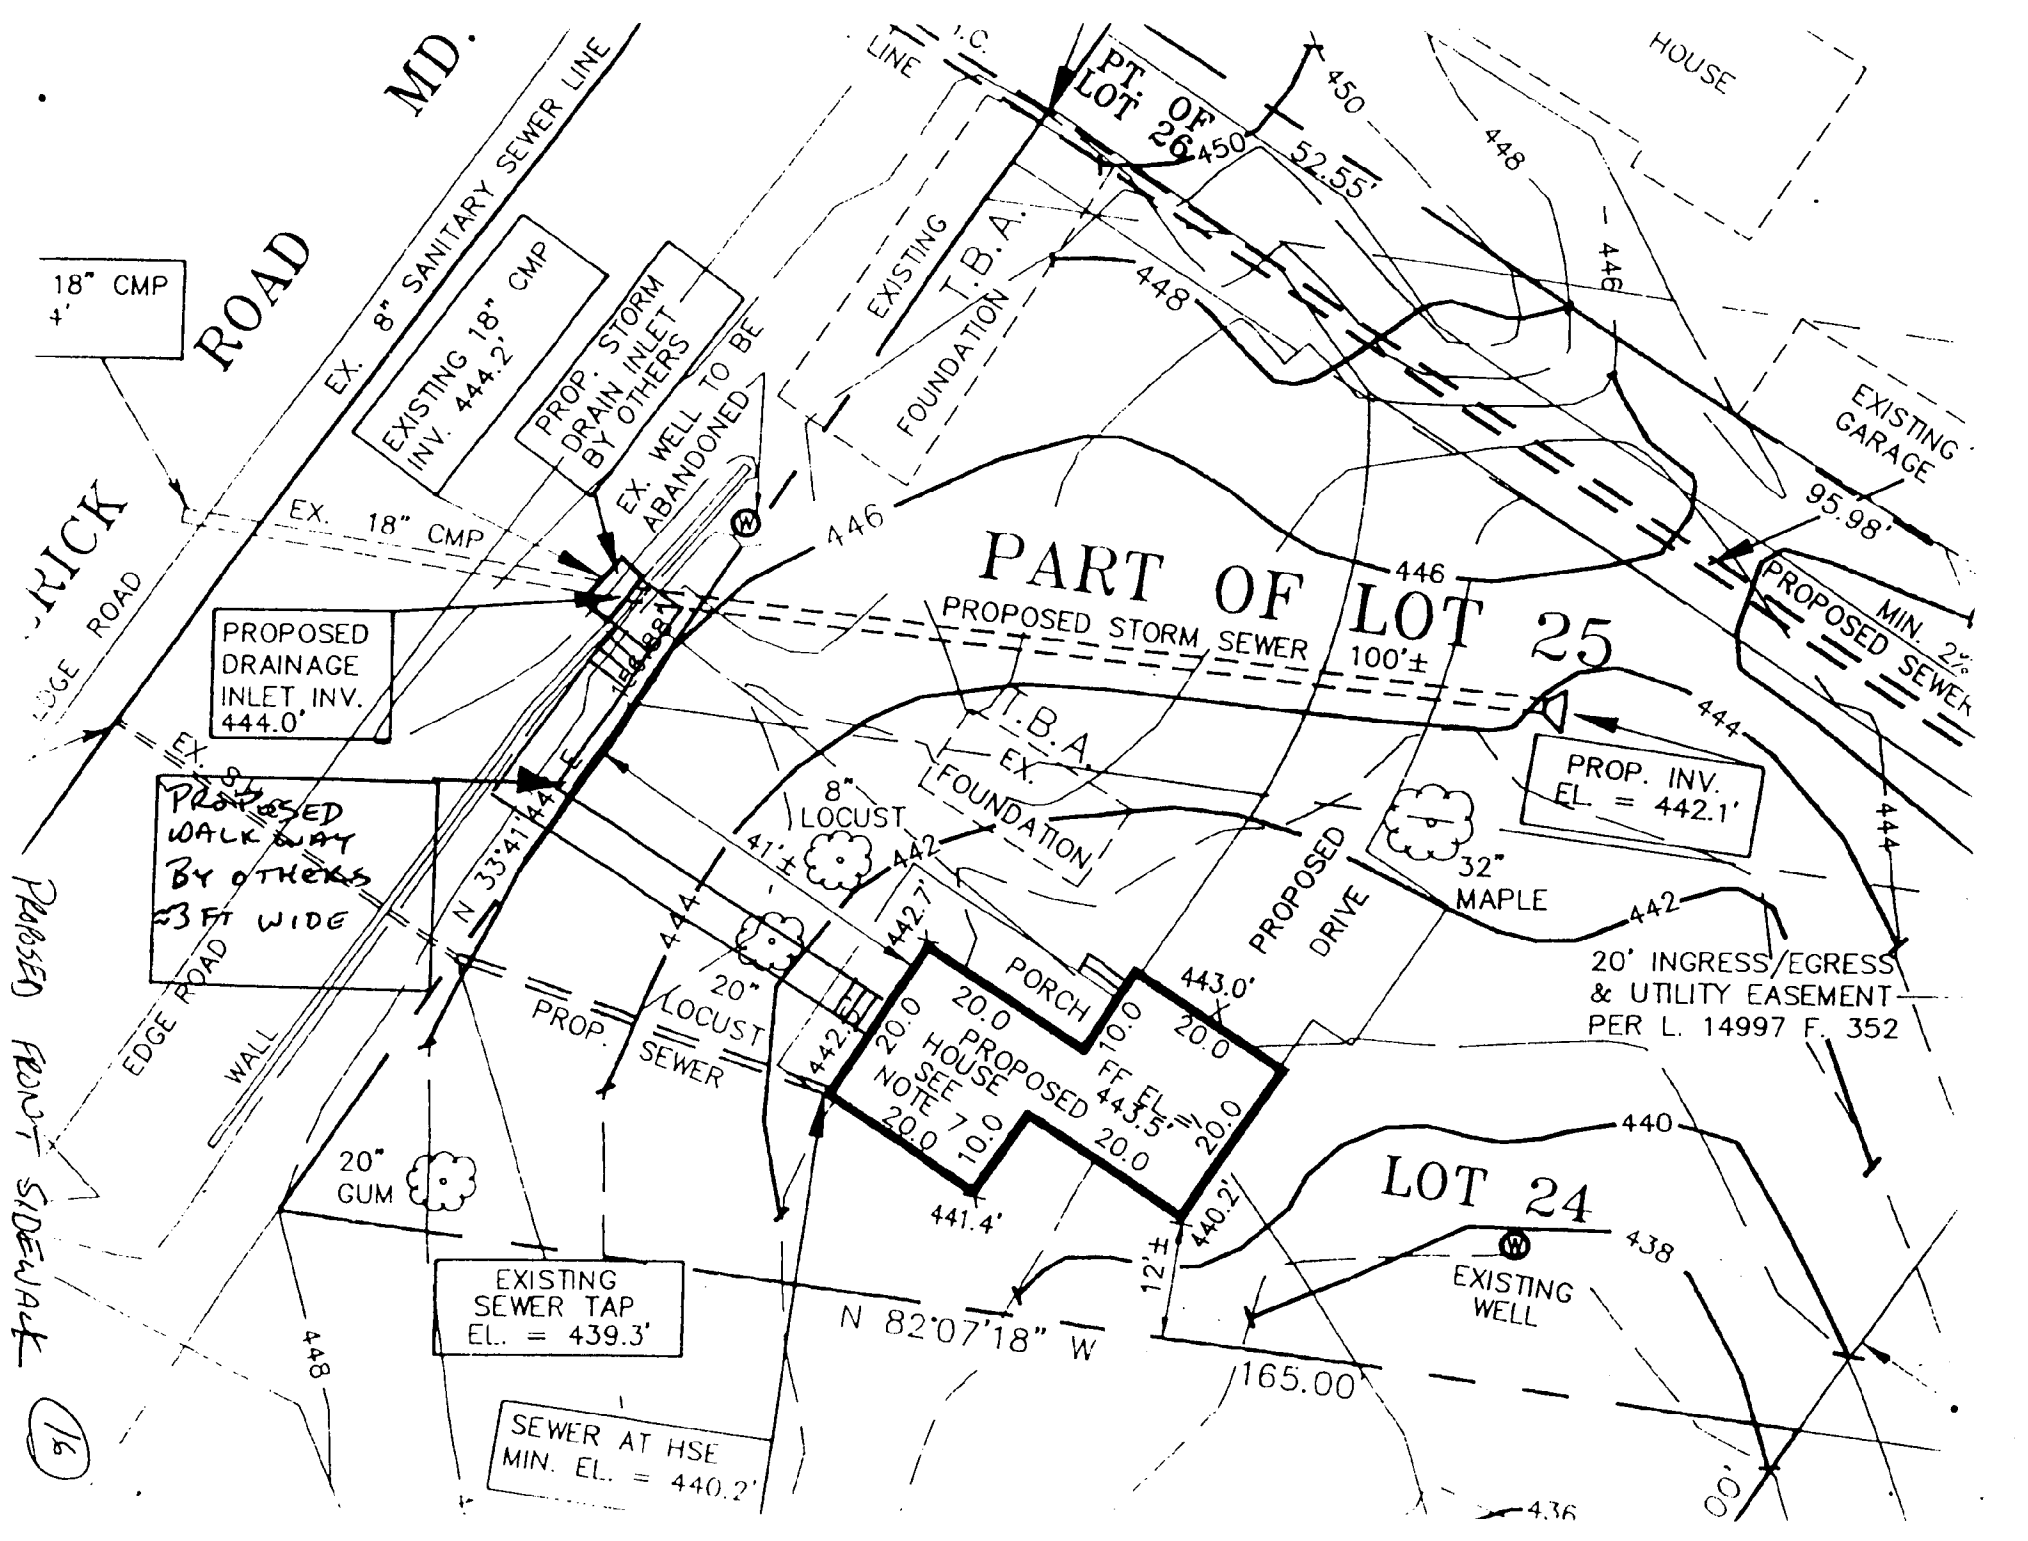 MD.
ROAD
RICK
EX. 8" SANITARY SEWER LINE
18" CMP
EXISTING 18" CMP
INV. 444.2'
PROP. STORM
DRAIN INLET
BY OTHERS
EX. WELL TO BE
ABANDONED
W
EX. 18" CMP
ROAD
PROPOSED
DRAINAGE
INLET INV.
444.0'
PROPOSED
WALK WAY
BY OTHERS
≈3 FT WIDE
EX.
EDGE ROAD
WALL
N 33°41'44" E
LINE
EXISTING
T.B.A.
FOUNDATION
PT. OF
LOT 26
450
450
52.55'
448
446
448
HOUSE
EXISTING
GARAGE
95.98'
446
446
PART OF LOT 25
PROPOSED STORM SEWER
100'±
PROPOSED SEWER
MIN. 2%
444
444
PROP. INV.
EL. = 442.1'
T.B.A.
EX.
FOUNDATION
8"
LOCUST
41'±
442
444
442.7'
20"
LOCUST
PROP.
SEWER
PROPOSED
DRIVE
32"
MAPLE
442
20' INGRESS/EGRESS
& UTILITY EASEMENT
PER L. 14997 F. 352
PORCH
443.0'
20.0
20.0
10.0
20.0
PROPOSED
HOUSE
SEE
NOTE 7
FF EL =
443.5'
20.0
10.0
20.0
20.0
441.4'
440.2'
12'±
20"
GUM
EXISTING
SEWER TAP
EL. = 439.3'
N 82°07'18" W
165.00'
440
LOT 24
438
W
EXISTING
WELL
448
SEWER AT HSE
MIN. EL. = 440.2'
436
00'
PROPOSED FRONT SIDEWALK
16